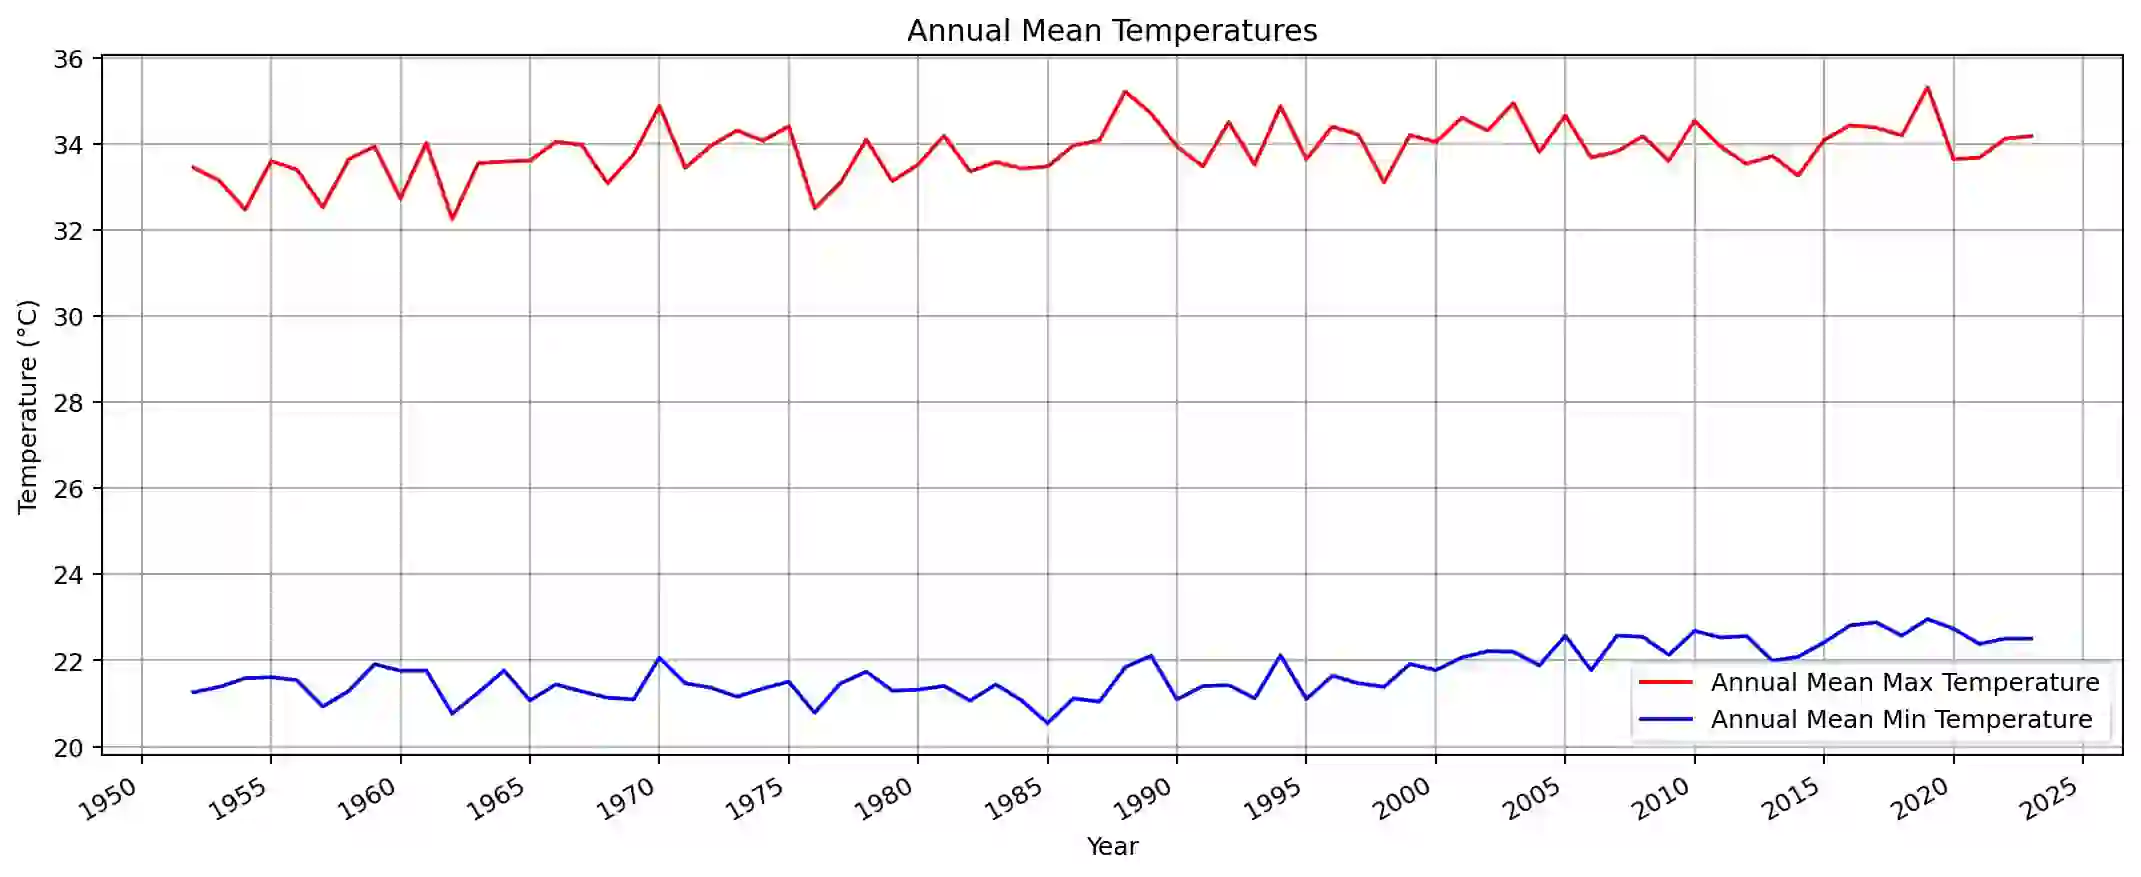 Annual Mean Temperatures
36
34
32
30
28
26
24
22
20
Temperature (°C)
Annual Mean Max Temperature
Annual Mean Min Temperature
1950 1955 1960 1965 1970 1975 1980 1985 1990 1995 2000 2005 2010 2015 2020 2025
Year